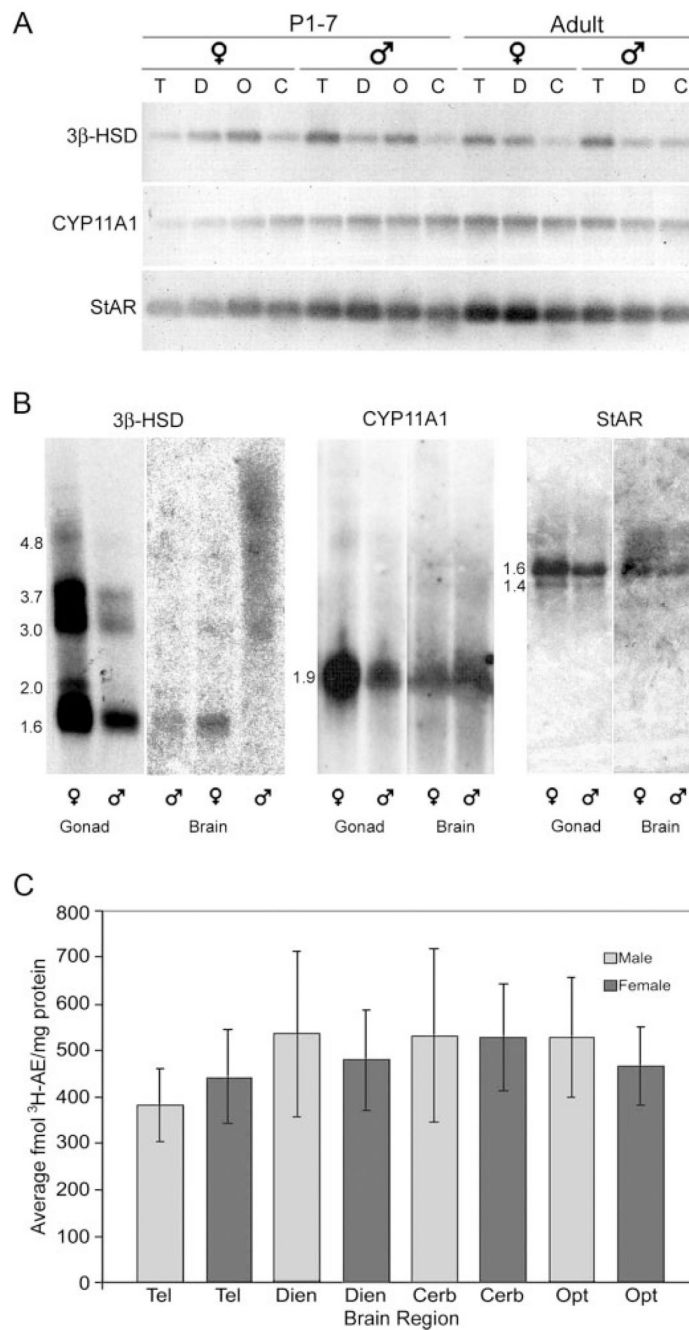 A
P1-7 Adult
♀ ♂ ♀ ♂
T D O C T D O C T D C T D C
3β-HSD
CYP11A1
StAR
B
3β-HSD CYP11A1 StAR
4.8
3.7
3.0
2.0
1.6
1.9
1.6
1.4
♀ ♂ ♂ ♀ ♂ ♀ ♂ ♀ ♂ ♀ ♂ ♀ ♂
Gonad Brain Gonad Brain Gonad Brain
C
800
700
600
500
400
300
200
100
0
Average fmol ³H-AE/mg protein
Male
Female
Tel Tel Dien Dien Cerb Cerb Opt Opt
Brain Region